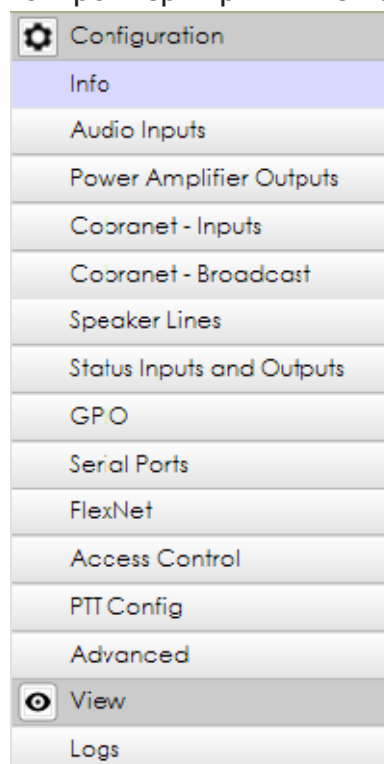 Configuration
Info
Audio Inputs
Power Amplifier Outputs
Cobranet - Inputs
Cobranet - Broadcast
Speaker Lines
Status Inputs and Outputs
GPIO
Serial Ports
FlexNet
Access Control
PTT Config
Advanced
View
Logs